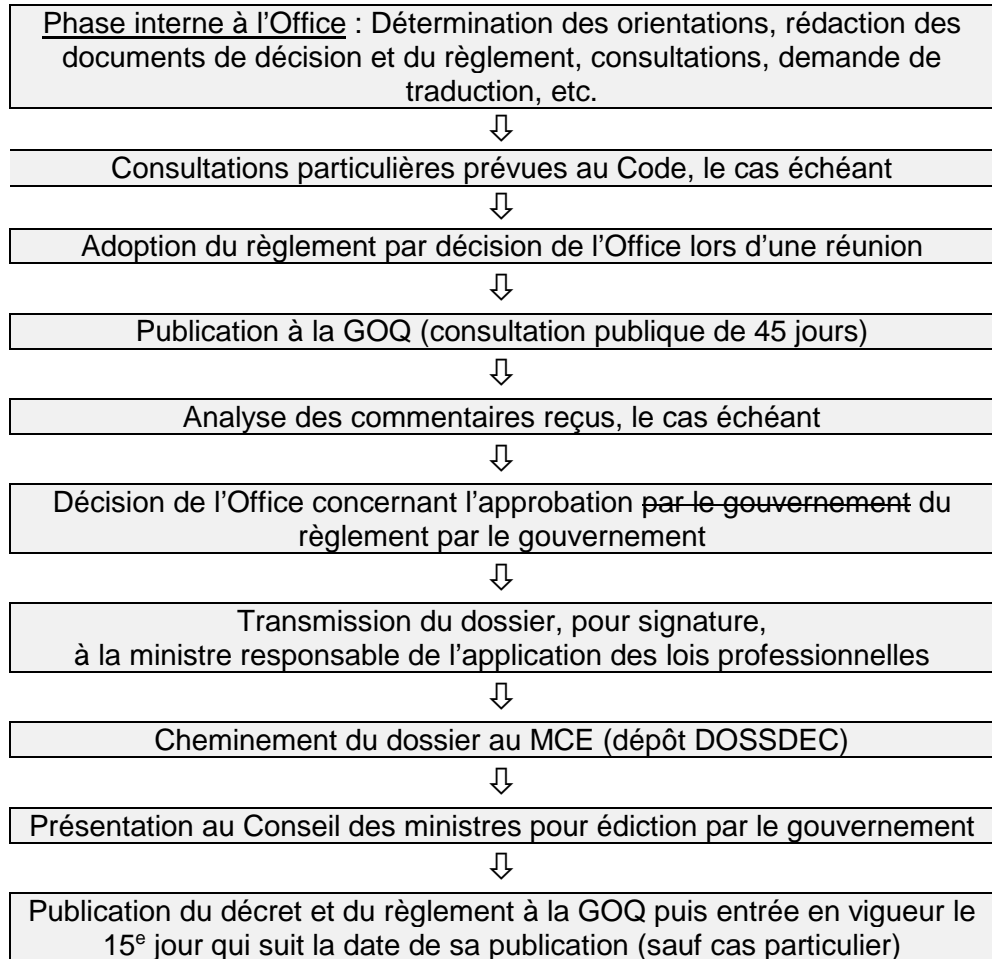 Phase interne à l’Office : Détermination des orientations, rédaction des
documents de décision et du règlement, consultations, demande de
traduction, etc.
⇩
Consultations particulières prévues au Code, le cas échéant
⇩
Adoption du règlement par décision de l’Office lors d’une réunion
⇩
Publication à la GOQ (consultation publique de 45 jours)
⇩
Analyse des commentaires reçus, le cas échéant
⇩
Décision de l’Office concernant l’approbation par le gouvernement du
règlement par le gouvernement
⇩
Transmission du dossier, pour signature,
à la ministre responsable de l’application des lois professionnelles
⇩
Cheminement du dossier au MCE (dépôt DOSSDEC)
⇩
Présentation au Conseil des ministres pour édiction par le gouvernement
⇩
Publication du décret et du règlement à la GOQ puis entrée en vigueur le
15e jour qui suit la date de sa publication (sauf cas particulier)